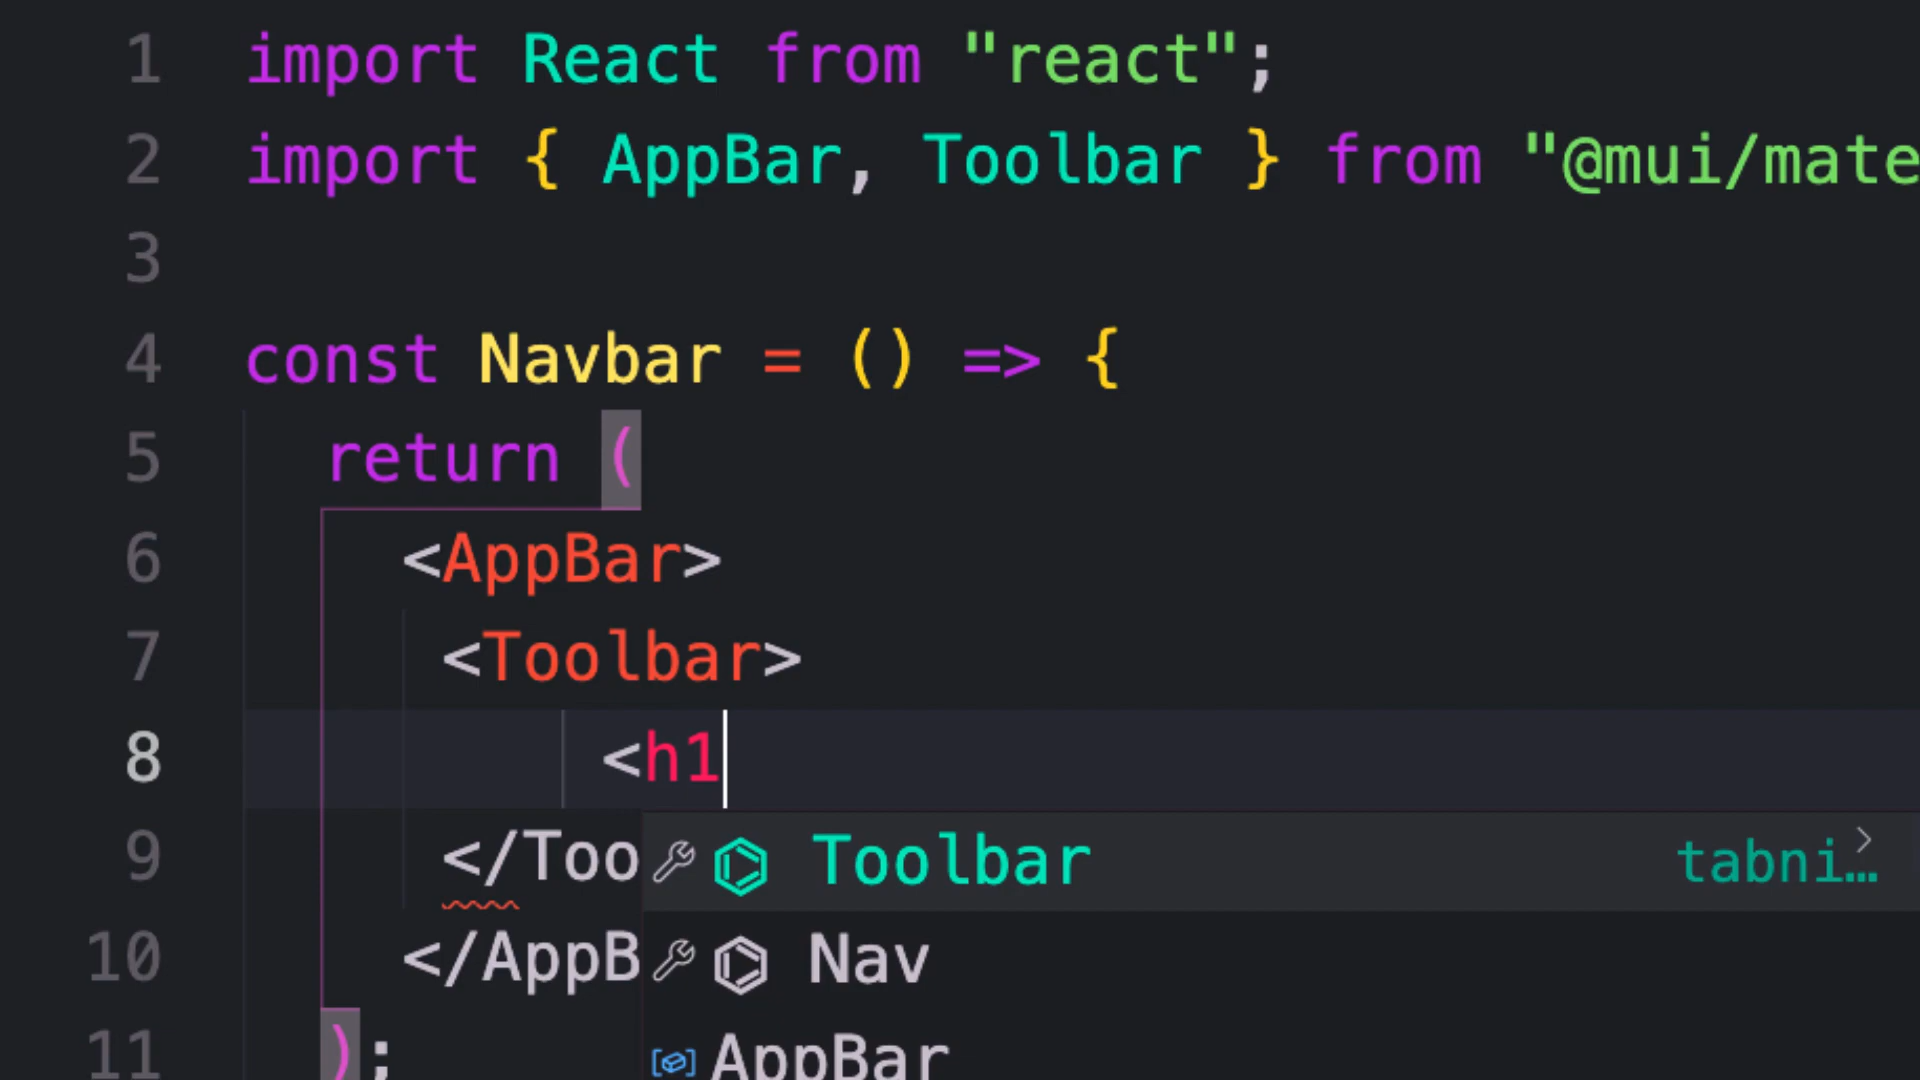 1 import React from "react";
2 import { AppBar, Toolbar } from "@mui/mate
3
4 const Navbar = () => {
5 return (
6 <AppBar>
7 <Toolbar>
8 <h1
9 </Too Toolbar tabni…
10 </AppB Nav
11 ); AppBar